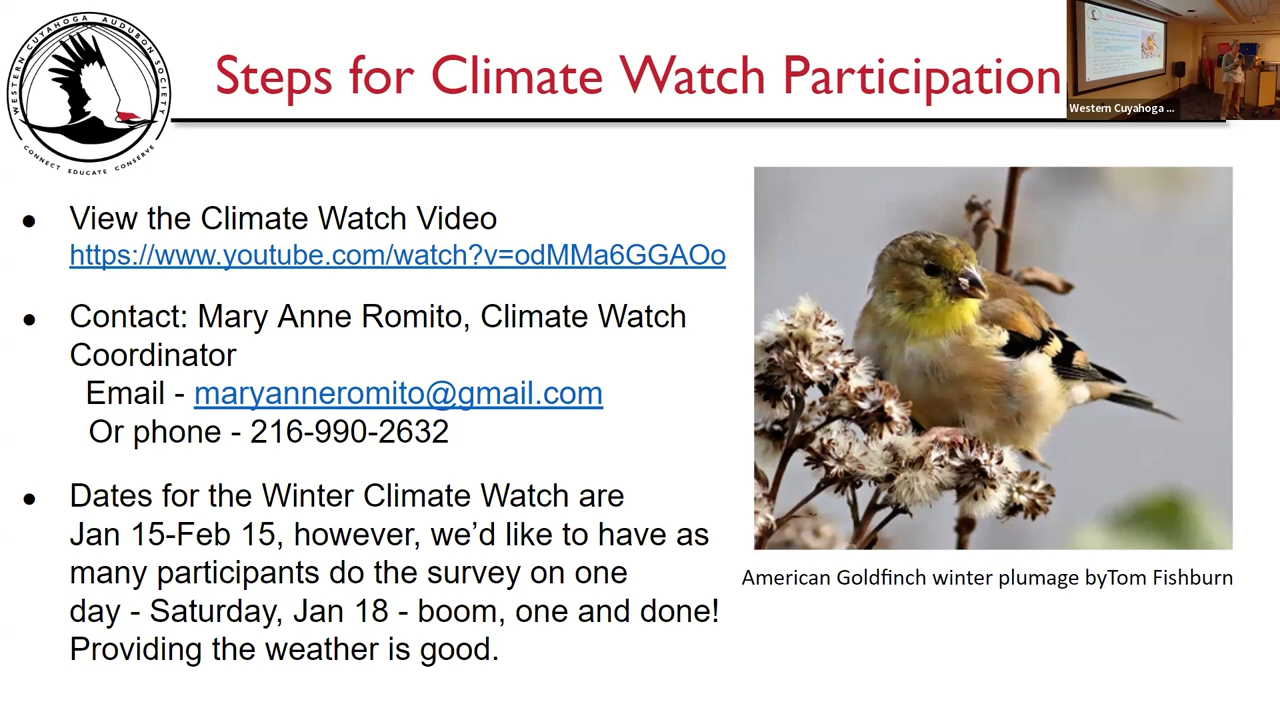 WESTERN CUYAHOGA AUDUBON SOCIETY
CONNECT EDUCATE CONSERVE
Steps for Climate Watch Participation
Western Cuyahoga ...
● View the Climate Watch Video
https://www.youtube.com/watch?v=odMMa6GGAOo
● Contact: Mary Anne Romito, Climate Watch
Coordinator
Email - maryanneromito@gmail.com
Or phone - 216-990-2632
● Dates for the Winter Climate Watch are
Jan 15-Feb 15, however, we’d like to have as
many participants do the survey on one
day - Saturday, Jan 18 - boom, one and done!
Providing the weather is good.
American Goldfinch winter plumage byTom Fishburn